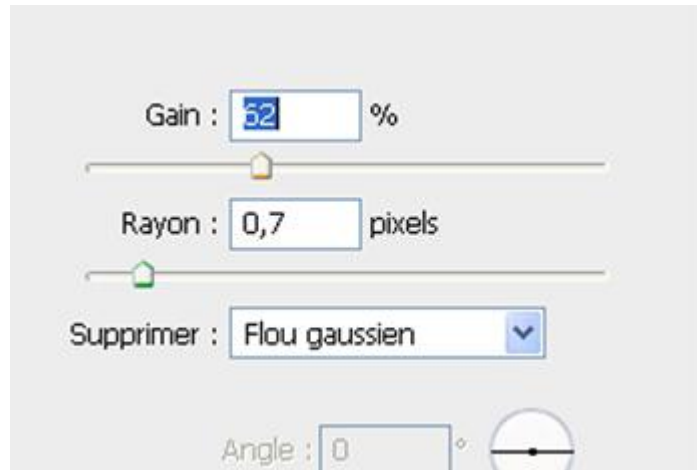 Gain : 62 %
Rayon : 0,7 pixels
Supprimer : Flou gaussien
Angle : 0 °